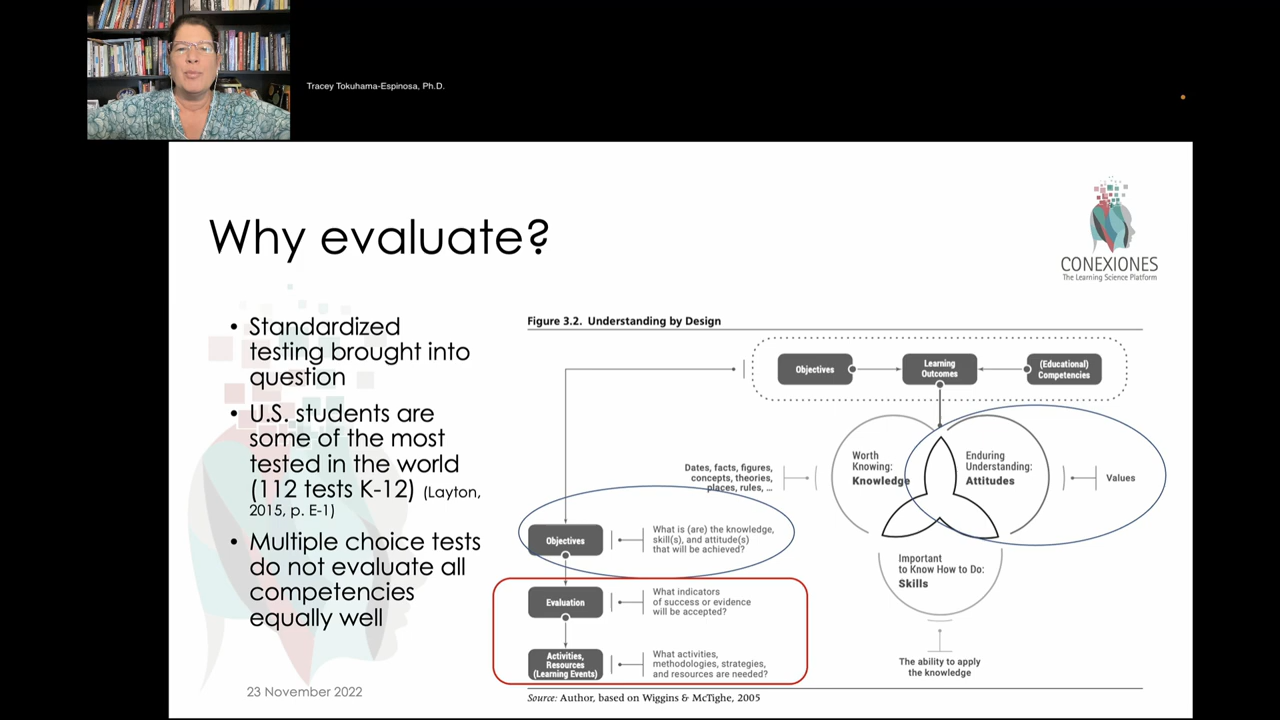 Tracey Tokuhama-Espinosa, Ph.D.
Why evaluate?
CONEXIONES
The Learning Science Platform
• Standardized
testing brought into
question
• U.S. students are
some of the most
tested in the world
(112 tests K-12) (Layton,
2015, p. E-1)
• Multiple choice tests
do not evaluate all
competencies
equally well
23 November 2022
Figure 3.2. Understanding by Design
Objectives
Learning
Outcomes
(Educational)
Competencies
Dates, facts, figures,
concepts, theories,
places, rules, ...
Worth
Knowing:
Knowledge
Enduring
Understanding:
Attitudes
Values
Important
to Know How to Do:
Skills
The ability to apply
the knowledge
Objectives
What is (are) the knowledge,
skill(s), and attitude(s)
that will be achieved?
Evaluation
What indicators
of success or evidence
will be accepted?
Activities,
Resources
(Learning Events)
What activities,
methodologies, strategies,
and resources are needed?
Source: Author, based on Wiggins & McTighe, 2005